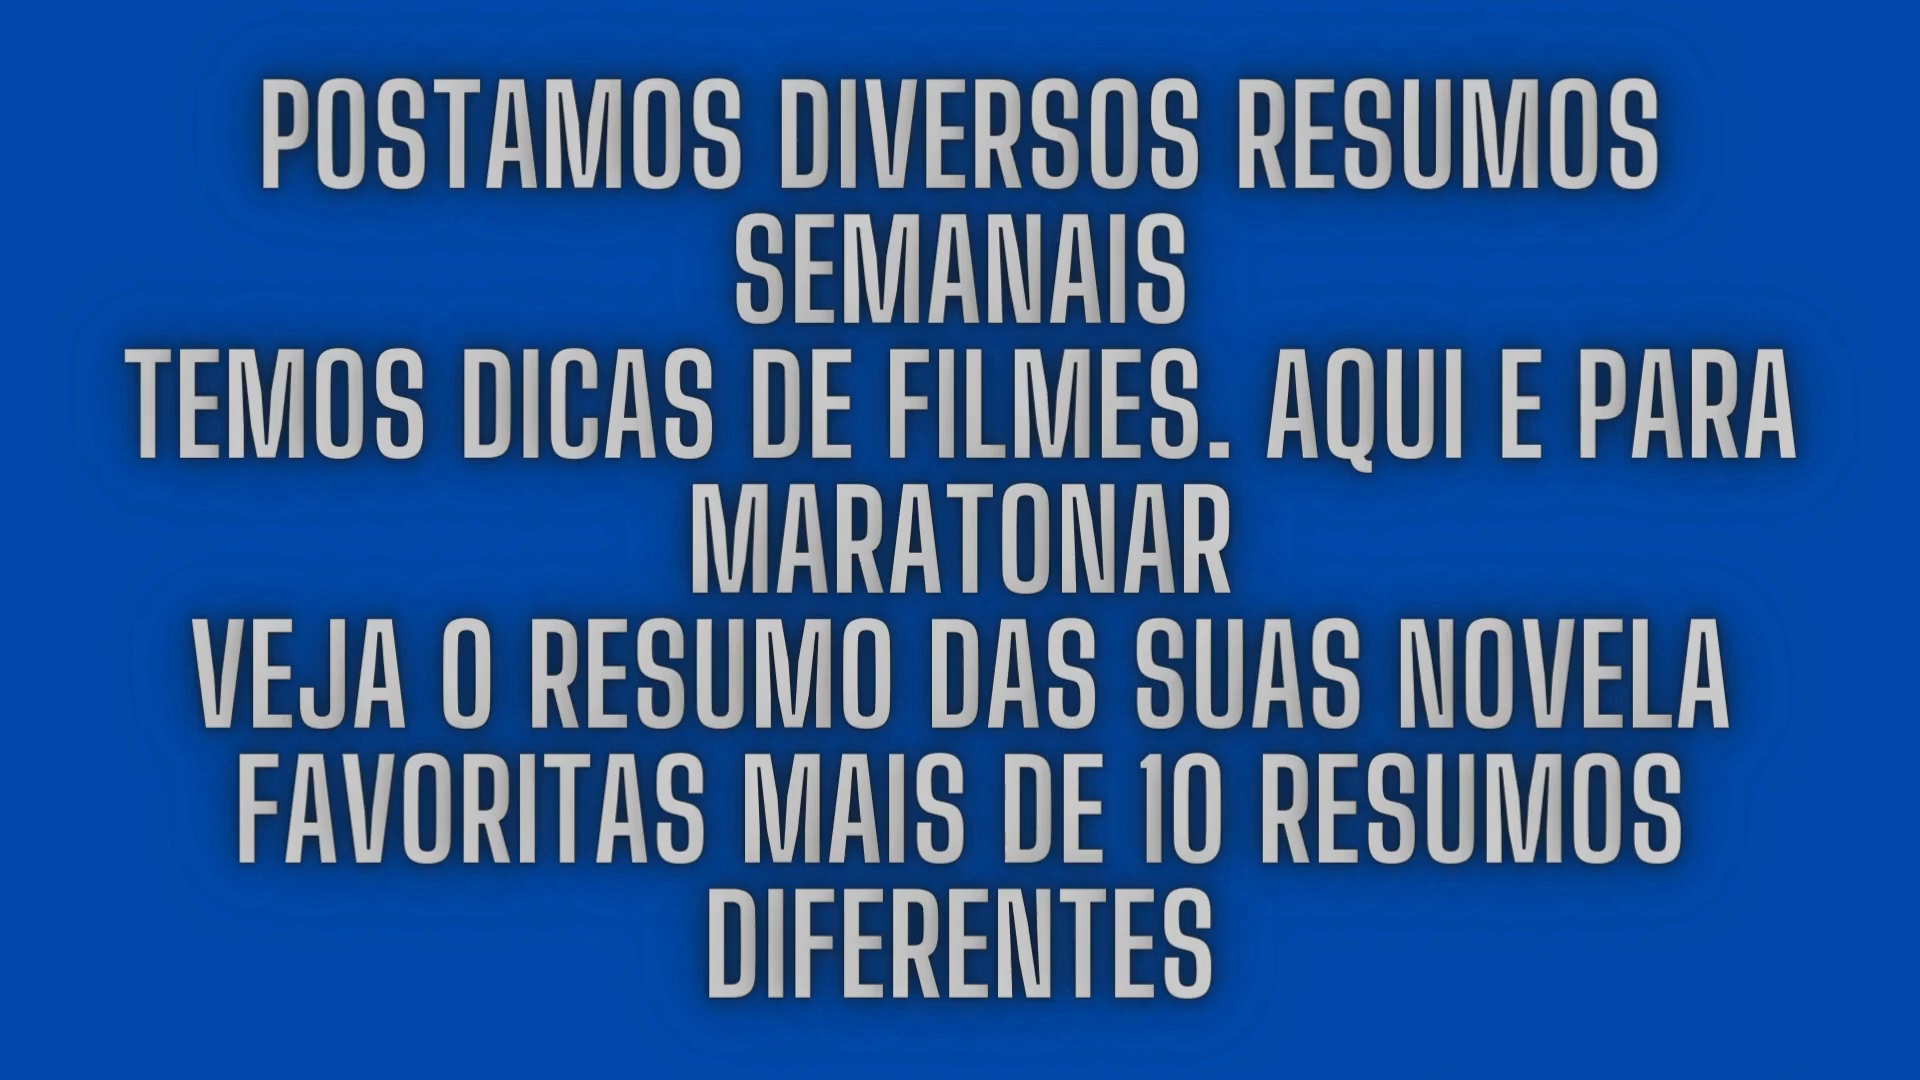 POSTAMOS DIVERSOS RESUMOS
SEMANAIS
TEMOS DICAS DE FILMES. AQUI E PARA
MARATONAR
VEJA O RESUMO DAS SUAS NOVELA
FAVORITAS MAIS DE 10 RESUMOS
DIFERENTES